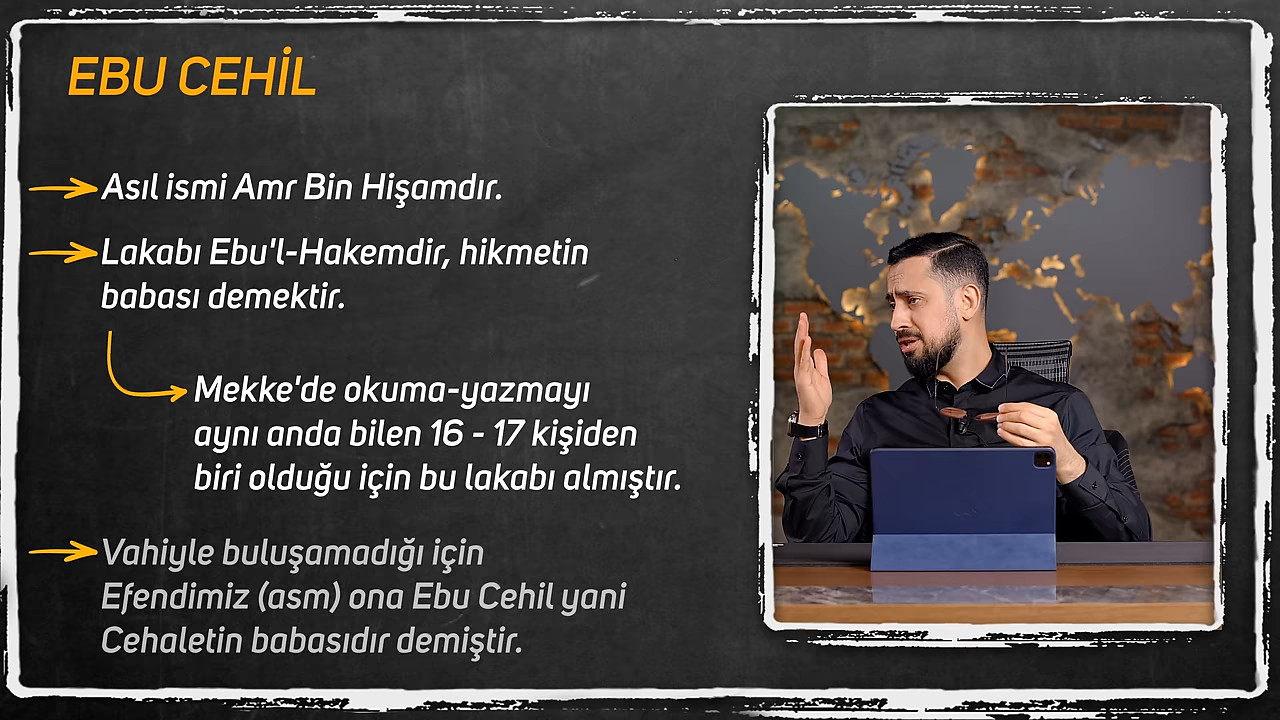 EBU CEHİL
Asıl ismi Amr Bin Hişamdır.
Lakabı Ebu'l-Hakemdir, hikmetin
babası demektir.
Mekke'de okuma-yazmayı
aynı anda bilen 16 - 17 kişiden
biri olduğu için bu lakabı almıştır.
Vahiyle buluşamadığı için
Efendimiz (asm) ona Ebu Cehil yani
Cehaletin babasıdır demiştir.